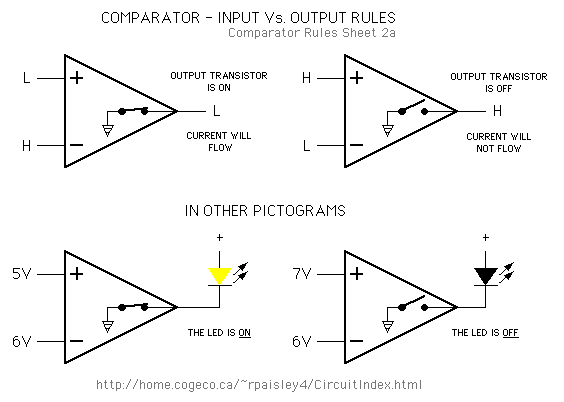 COMPARATOR - INPUT Vs. OUTPUT RULES
Comparator Rules Sheet 2a
L
+
OUTPUT TRANSISTOR
IS ON
L
H
−
CURRENT WILL
FLOW
H
+
OUTPUT TRANSISTOR
IS OFF
H
L
−
CURRENT WILL
NOT FLOW
IN OTHER PICTOGRAMS
+
5V
+
6V
−
THE LED IS ON
+
7V
+
6V
−
THE LED IS OFF
http://home.cogeco.ca/~rpaisley4/CircuitIndex.html